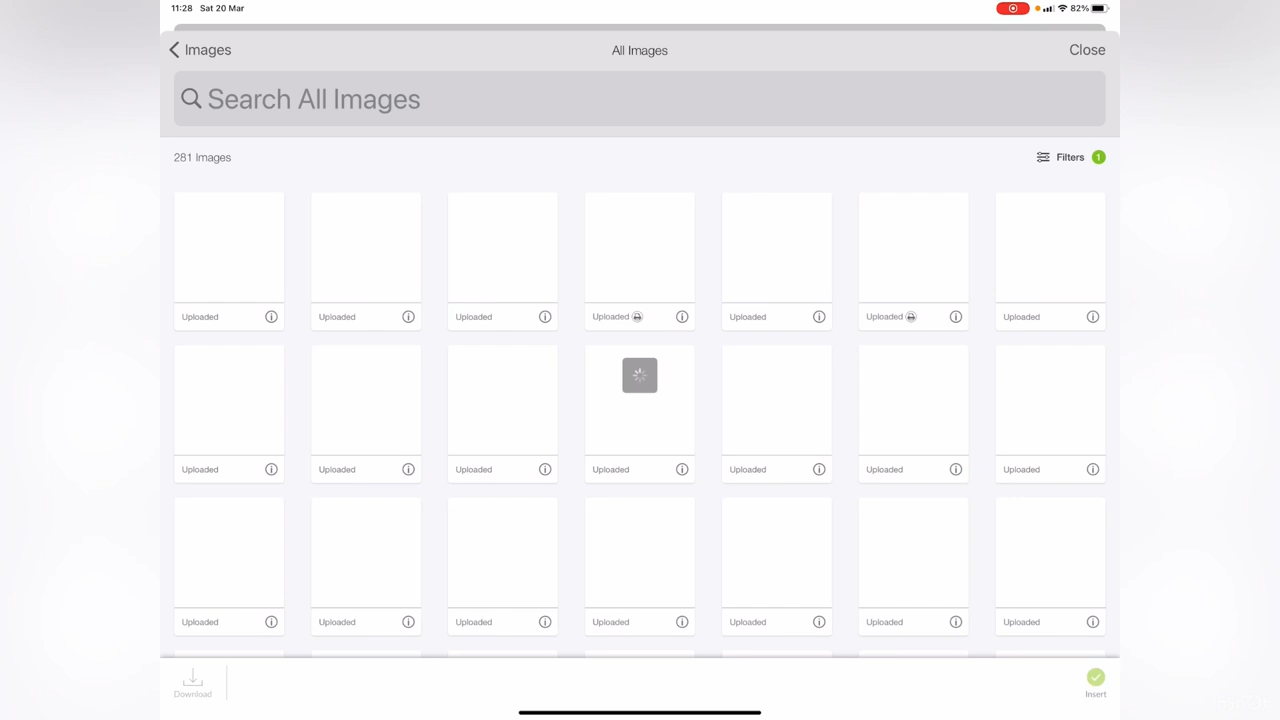 11:28 Sat 20 Mar 82%
Images All Images Close
Search All Images
281 Images Filters 1
Uploaded Uploaded Uploaded Uploaded Uploaded Uploaded Uploaded
Uploaded Uploaded Uploaded Uploaded Uploaded Uploaded Uploaded
Uploaded Uploaded Uploaded Uploaded Uploaded Uploaded Uploaded
Download Insert